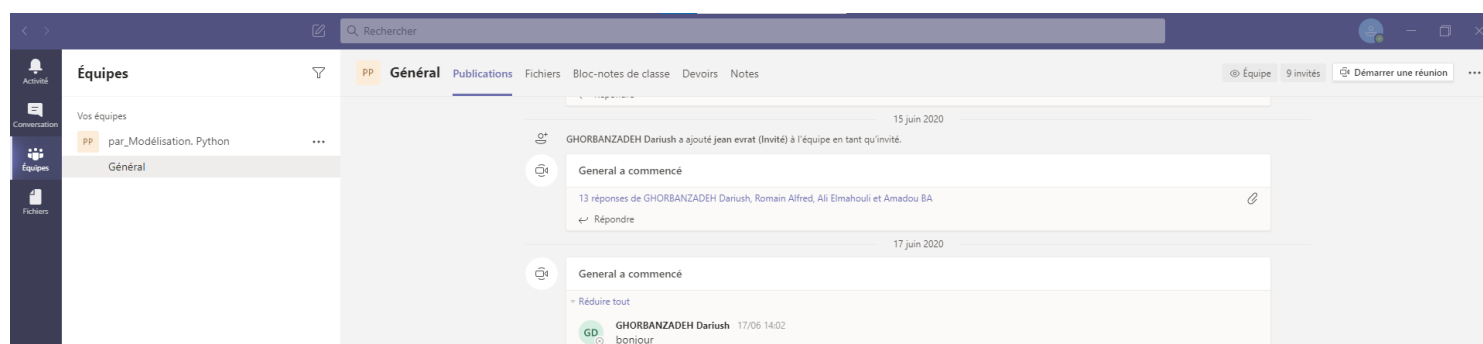 Rechercher
Activité
Conversation
Équipes
Fichiers
Équipes
Vos équipes
PP par_Modélisation. Python
Général
PP Général Publications Fichiers Bloc-notes de classe Devoirs Notes
Équipe 9 invités Démarrer une réunion
15 juin 2020
GHORBANZADEH Dariush a ajouté jean evrat (Invité) à l'équipe en tant qu'invité.
General a commencé
13 réponses de GHORBANZADEH Dariush, Romain Alfred, Ali Elmahouli et Amadou BA
Répondre
17 juin 2020
General a commencé
Réduire tout
GD GHORBANZADEH Dariush 17/06 14:02
bonjour